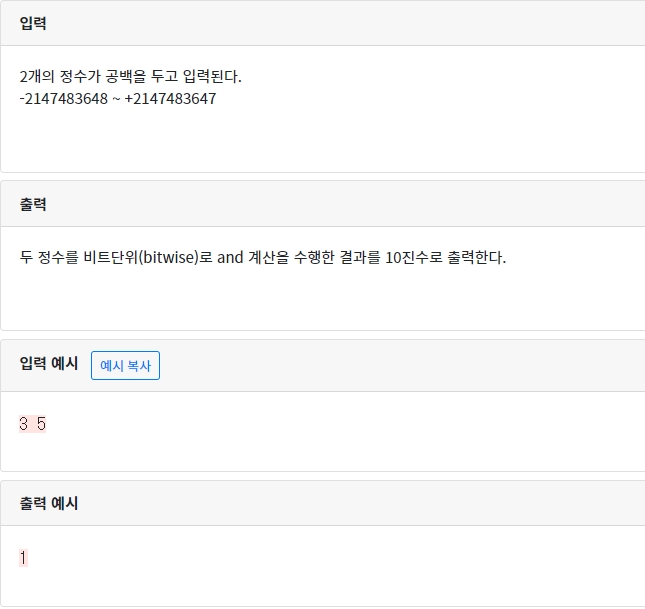 입력
2개의 정수가 공백을 두고 입력된다.
-2147483648 ~ +2147483647
출력
두 정수를 비트단위(bitwise)로 and 계산을 수행한 결과를 10진수로 출력한다.
입력 예시 예시 복사
3 5
출력 예시
1